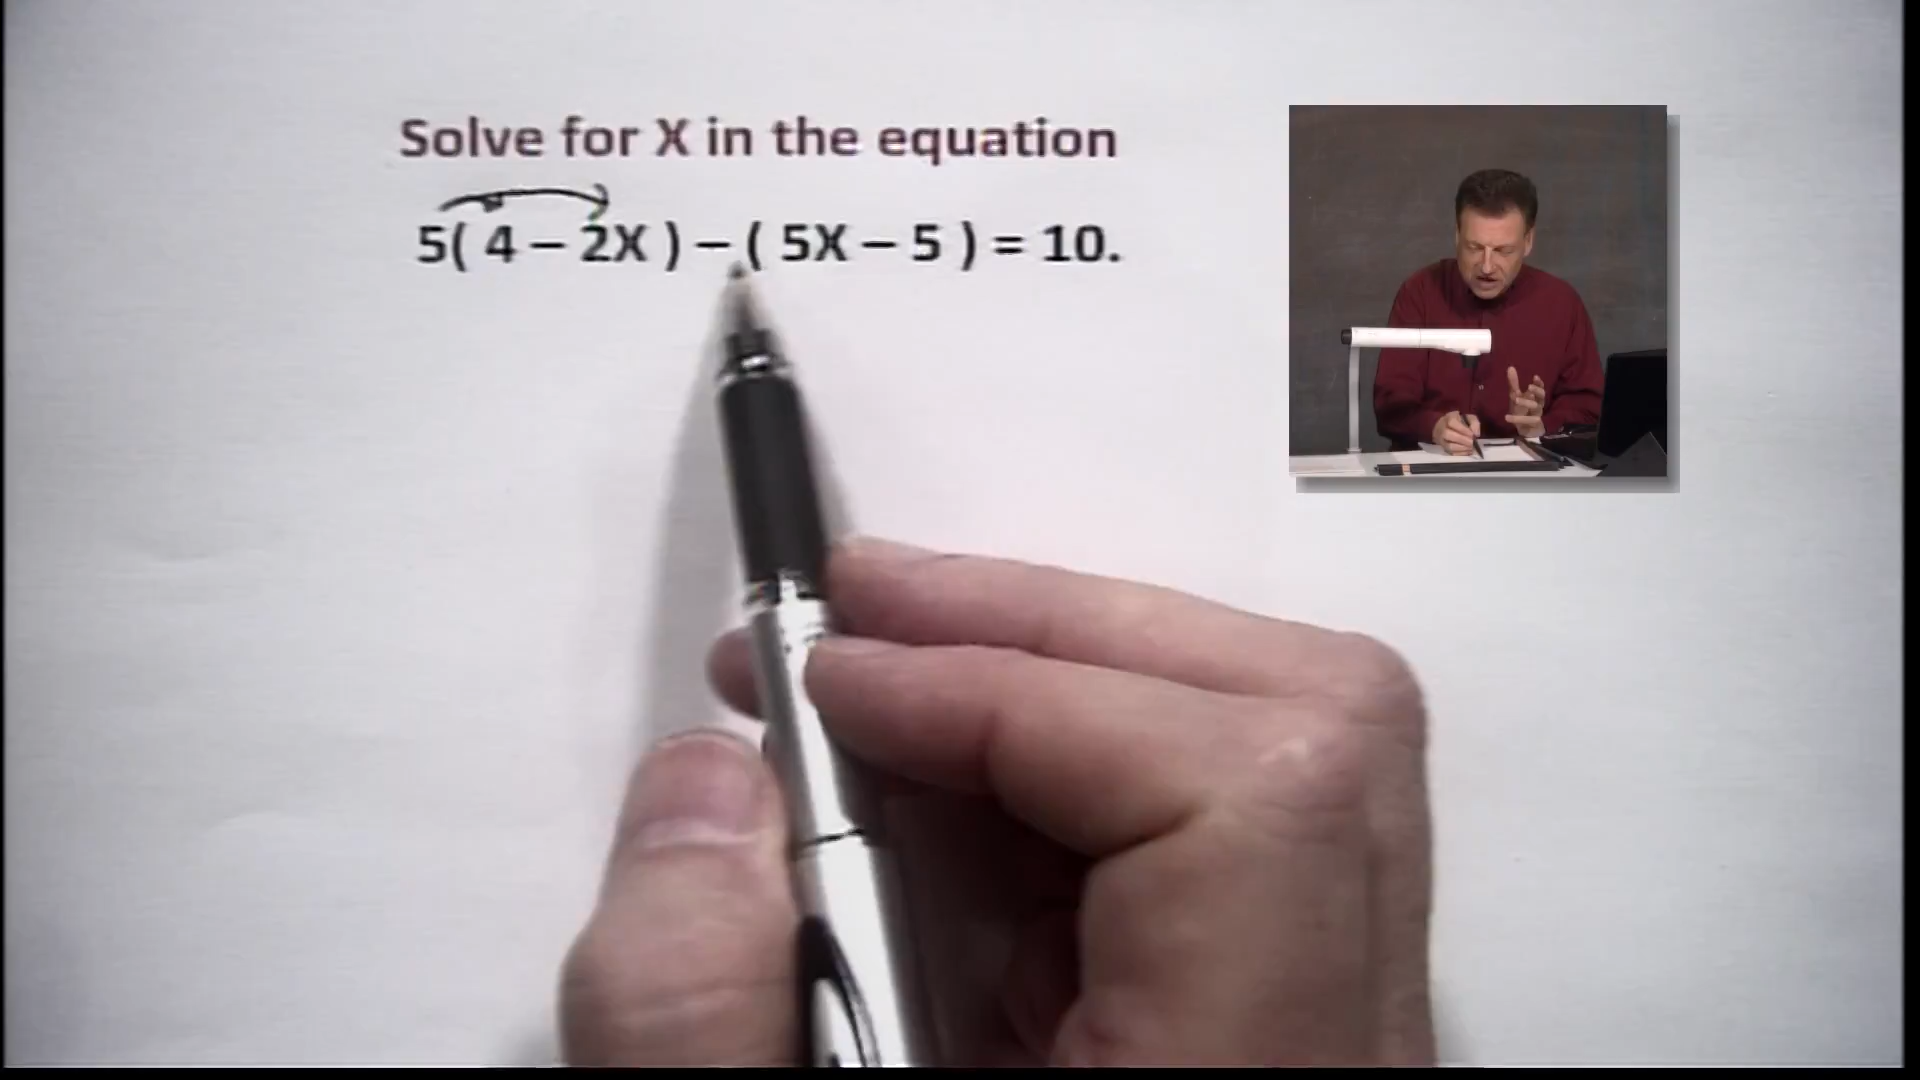 Solve for X in the equation
5( 4 – 2X ) – ( 5X – 5 ) = 10.